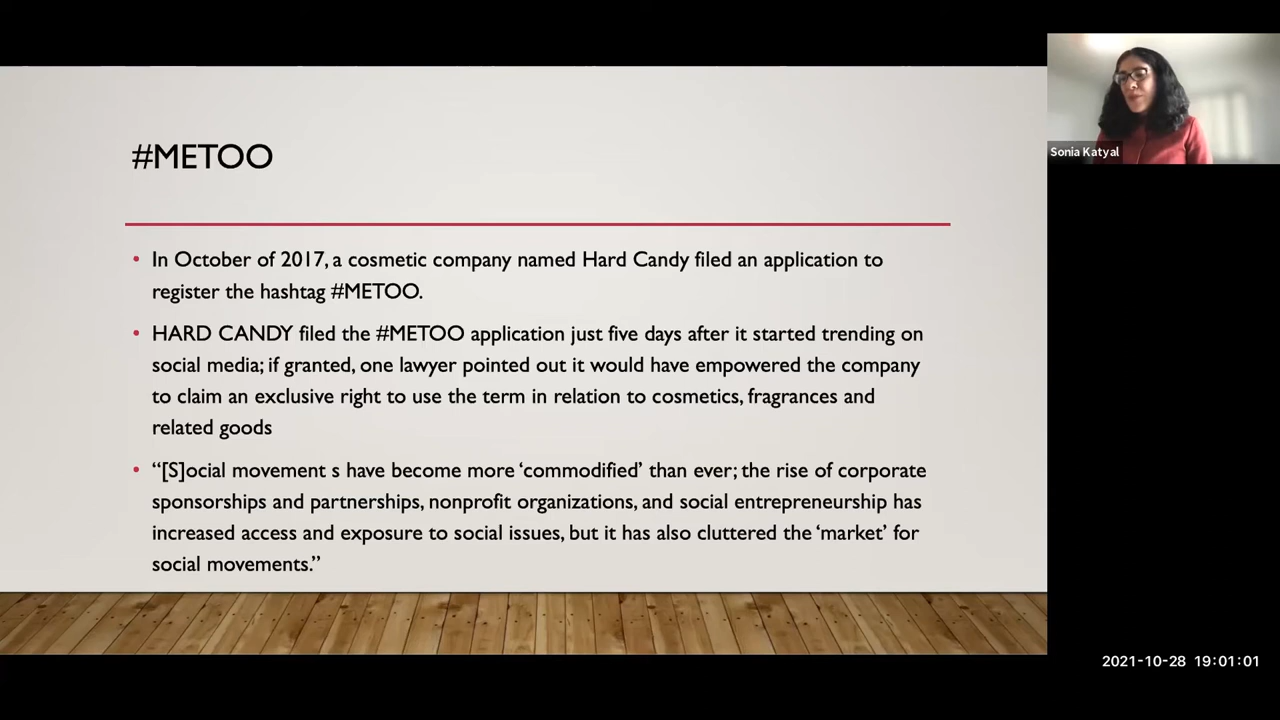 #METOO
• In October of 2017, a cosmetic company named Hard Candy filed an application to
register the hashtag #METOO.
• HARD CANDY filed the #METOO application just five days after it started trending on
social media; if granted, one lawyer pointed out it would have empowered the company
to claim an exclusive right to use the term in relation to cosmetics, fragrances and
related goods
• “[S]ocial movement s have become more ‘commodified’ than ever; the rise of corporate
sponsorships and partnerships, nonprofit organizations, and social entrepreneurship has
increased access and exposure to social issues, but it has also cluttered the ‘market’ for
social movements.”
Sonia Katyal
2021-10-28 19:01:01